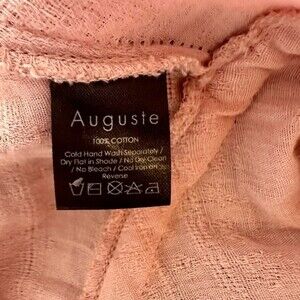 Auguste
100% COTTON
Cold Hand Wash Separately /
Dry Flat in Shade / No Dry Clean
/ No Bleach / Cool Iron on
Reverse